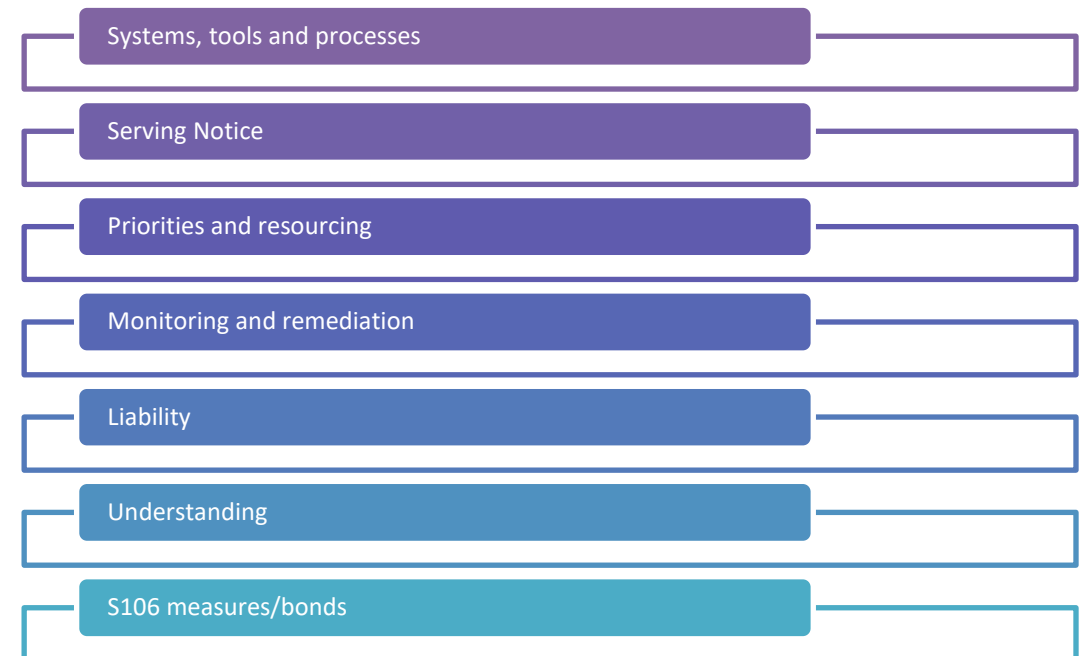 Systems, tools and processes
Serving Notice
Priorities and resourcing
Monitoring and remediation
Liability
Understanding
S106 measures/bonds